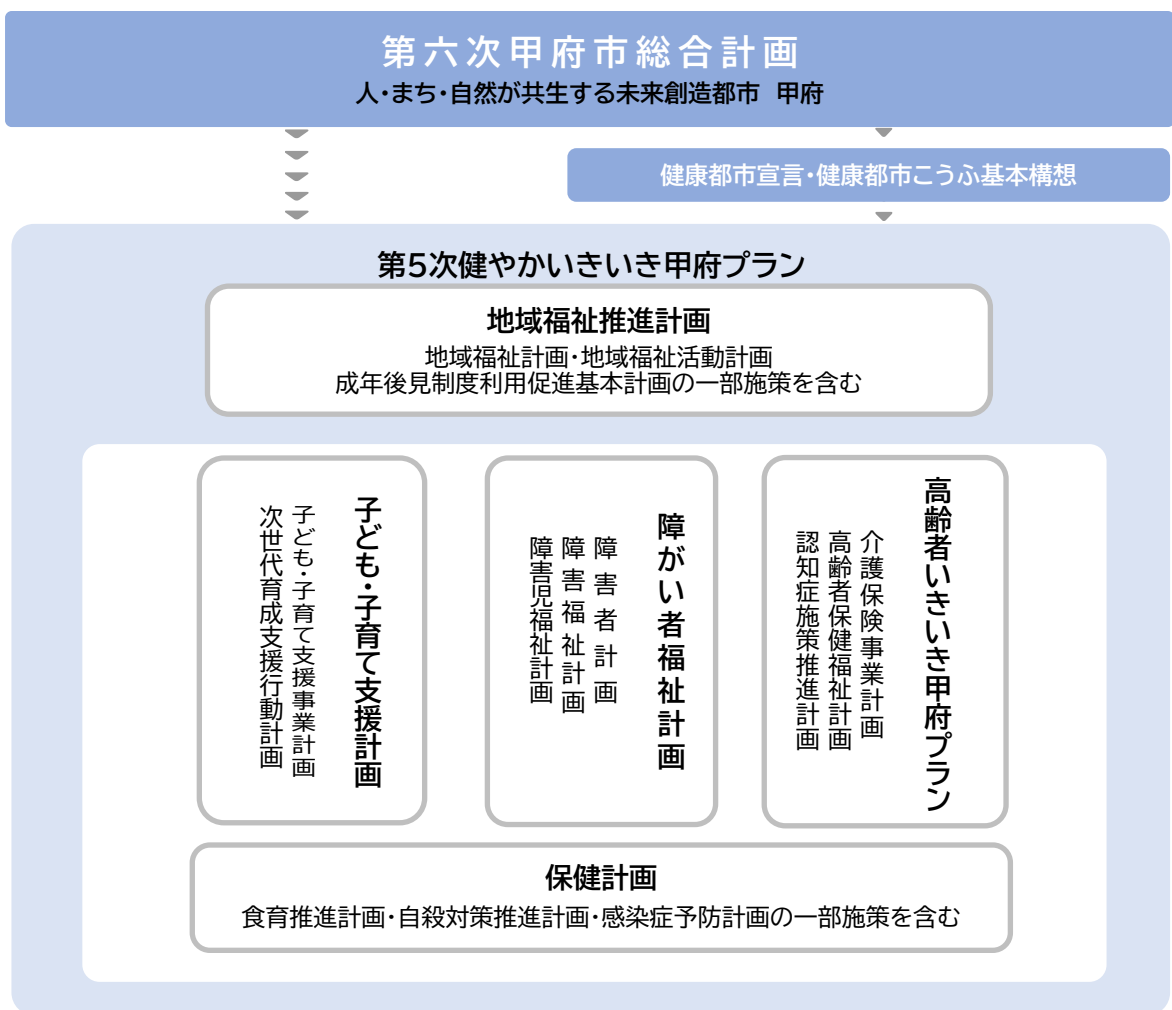 第六次甲府市総合計画
人・まち・自然が共生する未来創造都市　甲府
健康都市宣言・健康都市こうふ基本構想
第5次健やかいきいき甲府プラン
地域福祉推進計画
地域福祉計画・地域福祉活動計画
成年後見制度利用促進基本計画の一部施策を含む
子ども・子育て支援計画
子ども・子育て支援事業計画
次世代育成支援行動計画
障がい者福祉計画
障害者計画
障害福祉計画
障害児福祉計画
高齢者いきいき甲府プラン
介護保険事業計画
高齢者保健福祉計画
認知症施策推進計画
保健計画
食育推進計画・自殺対策推進計画・感染症予防計画の一部施策を含む